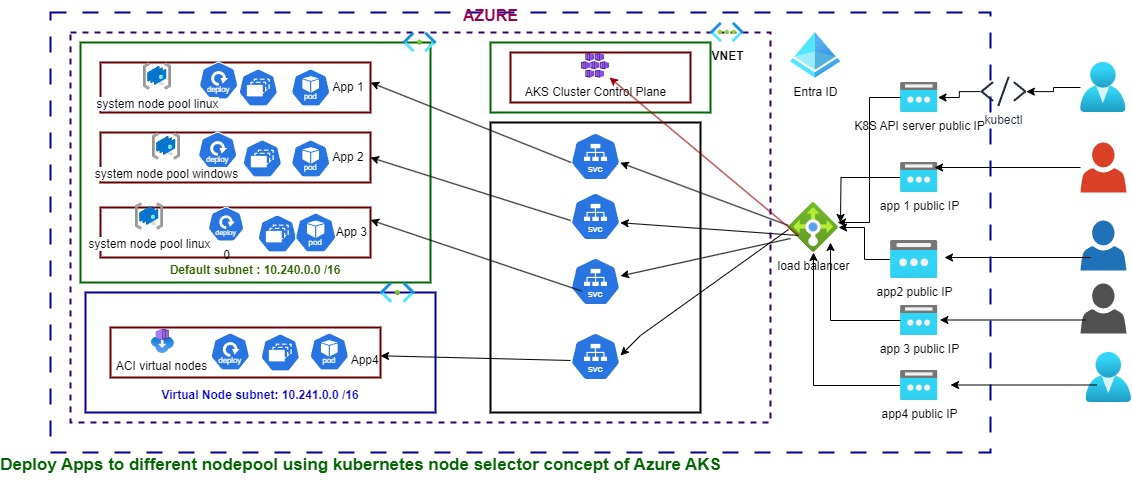 AZURE
VNET
deploy
pod
App 1
system node pool linux
AKS Cluster Control Plane
Entra ID
K8S API server public IP
kubectl
deploy
pod
App 2
system node pool windows
svc
app 1 public IP
deploy
pod
App 3
system node pool linux
0
svc
load balancer
Default subnet : 10.240.0.0 /16
svc
app2 public IP
deploy
pod
App4
ACI virtual nodes
svc
app 3 public IP
Virtual Node subnet: 10.241.0.0 /16
app4 public IP
Deploy Apps to different nodepool using kubernetes node selector concept of Azure AKS